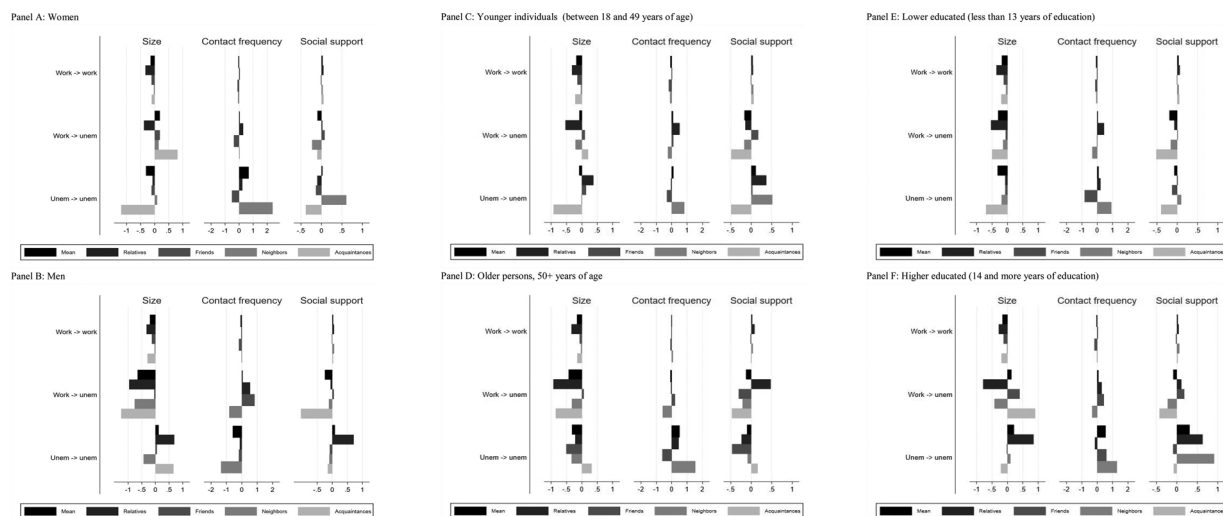 Panel A: Women
Size Contact frequency Social support
Work -> work
Work -> unem
Unem -> unem
-1 -.5 0 .5 1 -2 -1 0 1 2 -1 -.5 0 .5 1
Mean Relatives Friends Neighbors Acquaintances
Panel B: Men
Size Contact frequency Social support
Work -> work
Work -> unem
Unem -> unem
-1 -.5 0 .5 1 -2 -1 0 1 2 -1 -.5 0 .5 1
Mean Relatives Friends Neighbors Acquaintances
Panel C: Younger individuals (between 18 and 49 years of age)
Size Contact frequency Social support
Work -> work
Work -> unem
Unem -> unem
-1 -.5 0 .5 1 -2 -1 0 1 2 -.5 0 .5 1
Mean Relatives Friends Neighbors Acquaintances
Panel D: Older persons, 50+ years of age
Size Contact frequency Social support
Work -> work
Work -> unem
Unem -> unem
-1 -.5 0 .5 1 -2 -1 0 1 2 -.5 0 .5 1
Mean Relatives Friends Neighbors Acquaintances
Panel E: Lower educated (less than 13 years of education)
Size Contact frequency Social support
Work -> work
Work -> unem
Unem -> unem
-1 -.5 0 .5 1 -2 -1 0 1 2 -.5 0 .5 1
Mean Relatives Friends Neighbors Acquaintances
Panel F: Higher educated (14 and more years of education)
Size Contact frequency Social support
Work -> work
Work -> unem
Unem -> unem
-1 -.5 0 .5 1 -2 -1 0 1 2 -.5 0 .5 1
Mean Relatives Friends Neighbors Acquaintances